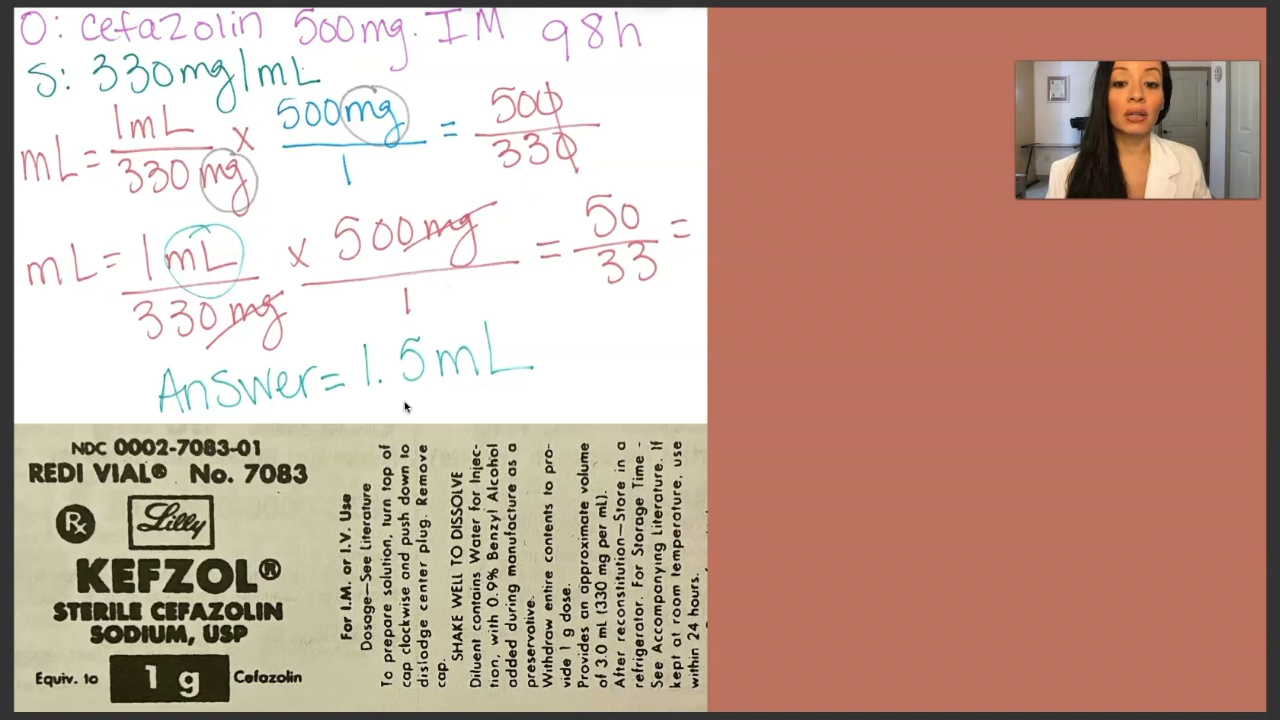 O: cefazolin 500mg. IM q8h
S: 330mg/mL
mL = 1mL / 330 mg x 500mg / 1 = 500 / 330
mL = 1mL / 330 mg x 500mg / 1 = 50 / 33 =
Answer = 1.5mL
NDC 0002-7083-01
REDI VIAL® No. 7083
Rx Lilly
KEFZOL®
STERILE CEFAZOLIN
SODIUM, USP
Equiv. to 1 g Cefazolin
For I.M. or I.V. Use
Dosage—See Literature
To prepare solution, turn top of
cap clockwise and push down to
dislodge center plug. Remove
cap.
SHAKE WELL TO DISSOLVE
Diluent contains Water for Injec-
tion, with 0.9% Benzyl Alcohol
added during manufacture as a
preservative.
Withdraw entire contents to pro-
vide 1 g dose.
Provides an approximate volume
of 3.0 mL (330 mg per mL).
After reconstitution—Store in a
refrigerator. For Storage Time -
See Accompanying Literature. If
kept at room temperature, use
within 24 hours.